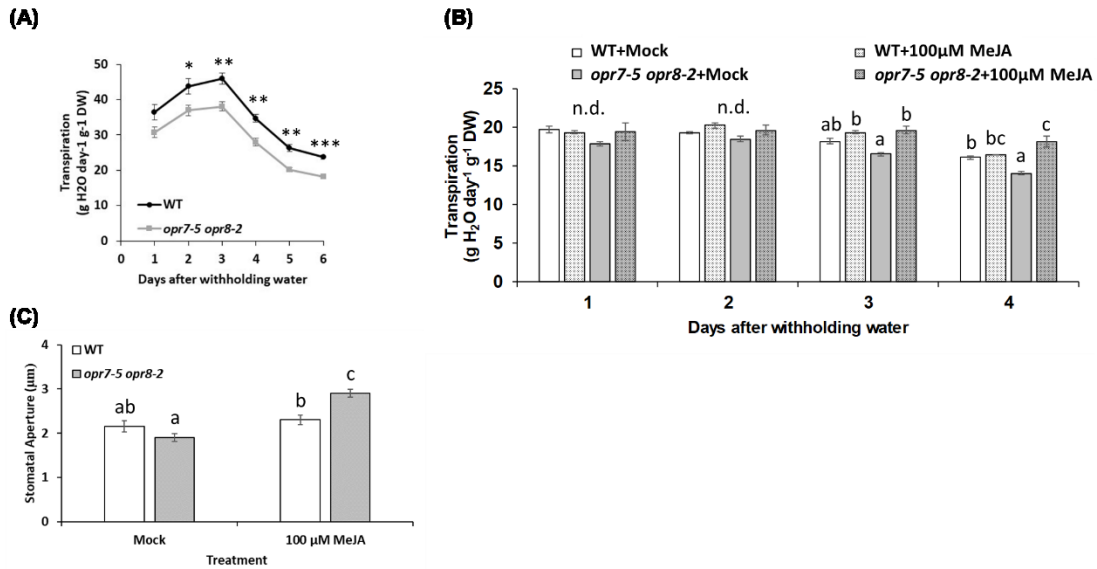 (A)
50
40
30
20
10
0
Transpiration
(g H2O day-1 g-1 DW)
*
**
**
**
***
WT
opr7-5 opr8-2
0 1 2 3 4 5 6
Days after withholding water
(B)
WT+Mock
WT+100µM MeJA
opr7-5 opr8-2+Mock
opr7-5 opr8-2+100µM MeJA
25
20
15
10
5
0
Transpiration
(g H₂O day⁻¹ g⁻¹ DW)
n.d.
n.d.
ab b a b
b bc a c
1 2 3 4
Days after withholding water
(C)
WT
opr7-5 opr8-2
4
3
2
1
0
Stomatal Aperture (µm)
ab a b c
Mock 100 µM MeJA
Treatment